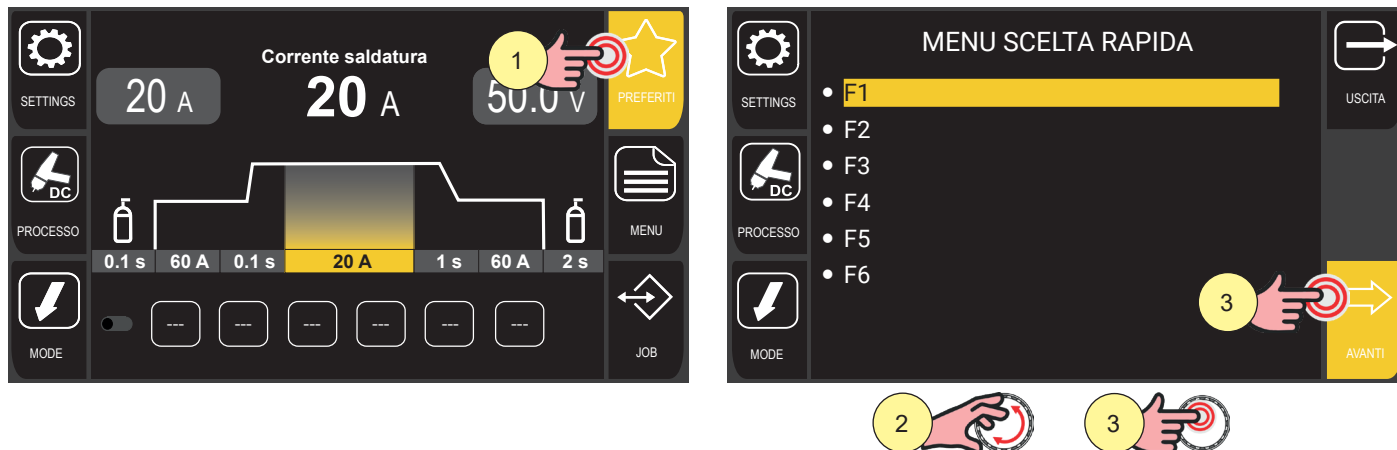 SETTINGS
PROCESSO
DC
MODE
Corrente saldatura
20 A
20 A
50.0 V
1
PREFERITI
MENU
JOB
0.1 s 60 A 0.1 s 20 A 1 s 60 A 2 s
--- --- --- --- --- ---
MENU SCELTA RAPIDA
SETTINGS
PROCESSO
DC
MODE
• F1
• F2
• F3
• F4
• F5
• F6
USCITA
3
AVANTI
2
3